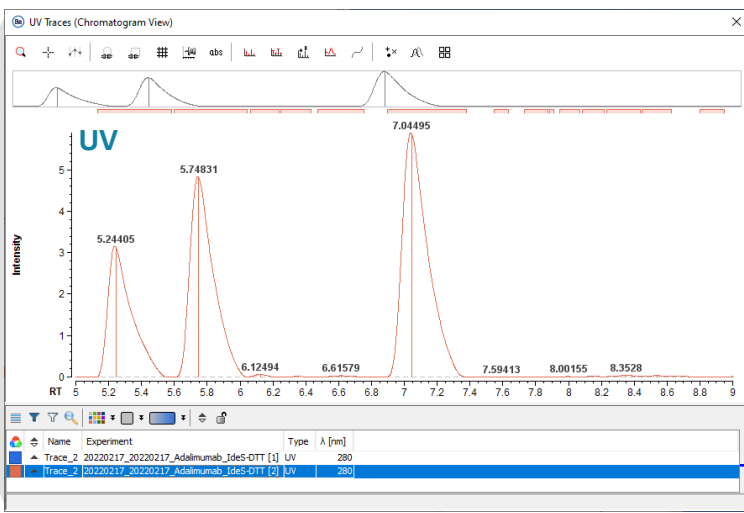 UV Traces (Chromatogram View)
abs
UV
7.04495
5.74831
5.24405
6.12494
6.61579
7.59413
8.00155
8.3528
Intensity
5
4
3
2
1
0
RT
5 5.2 5.4 5.6 5.8 6 6.2 6.4 6.6 6.8 7 7.2 7.4 7.6 7.8 8 8.2 8.4 8.6 8.8 9
Name Experiment Type λ [nm]
Trace_2 20220217_20220217_Adalimumab_IdeS-DTT [1] UV 280
Trace_2 20220217_20220217_Adalimumab_IdeS-DTT [2] UV 280